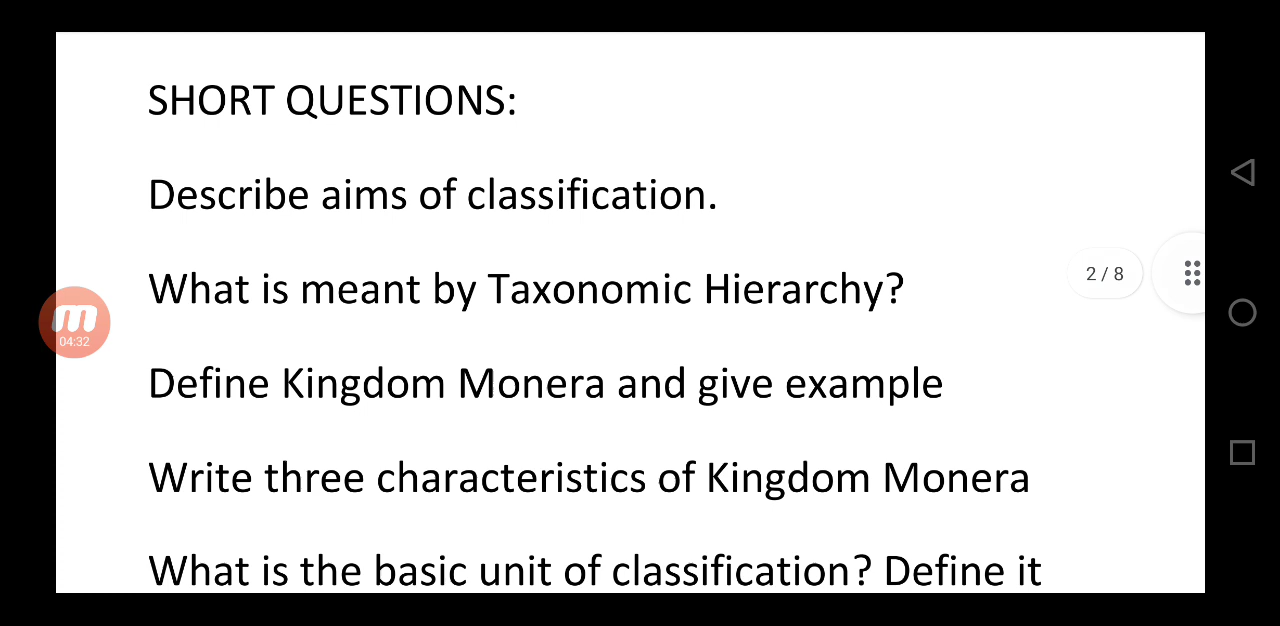 SHORT QUESTIONS:
Describe aims of classification.
What is meant by Taxonomic Hierarchy?
2 / 8
m
04:32
Define Kingdom Monera and give example
Write three characteristics of Kingdom Monera
What is the basic unit of classification? Define it